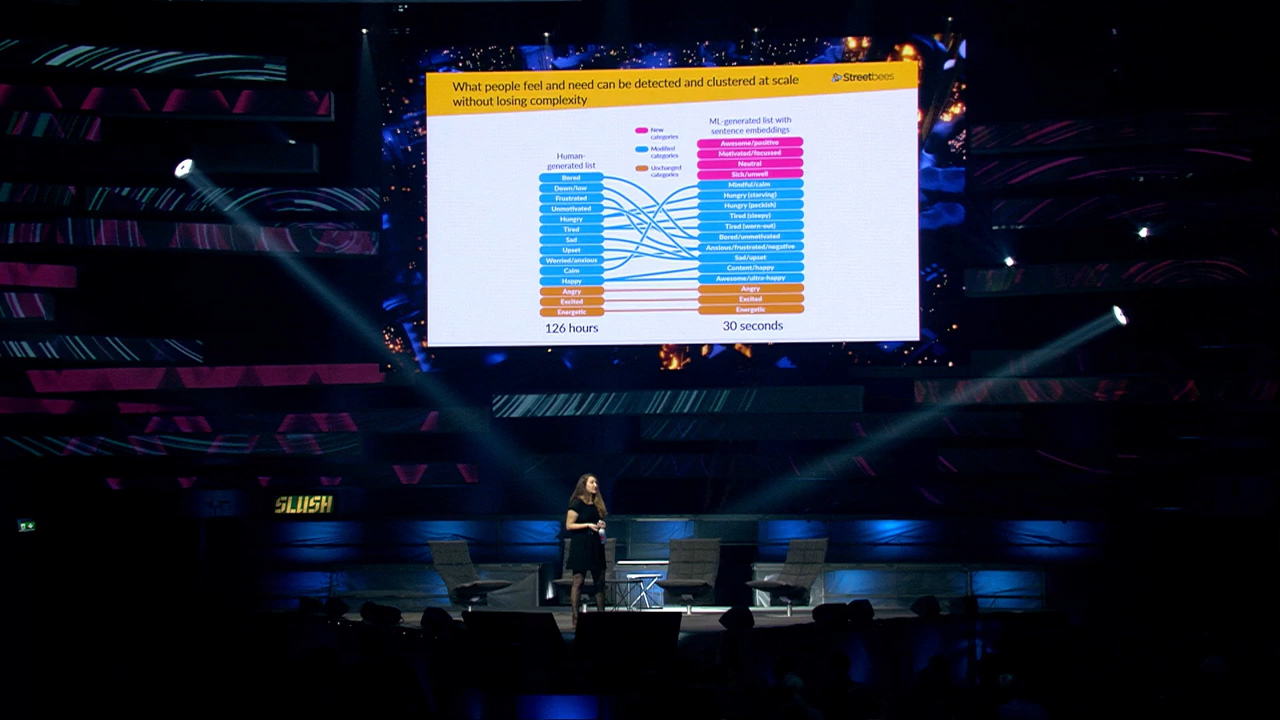 What people feel and need can be detected and clustered at scale
without losing complexity
Streetbees
Human-
generated list
Bored
Down/low
Frustrated
Unmotivated
Hungry
Tired
Sad
Upset
Worried/anxious
Calm
Happy
Angry
Excited
Energetic
126 hours
New
categories
Modified
categories
Unchanged
categories
ML-generated list with
sentence embeddings
Awesome/positive
Motivated/focussed
Neutral
Sick/unwell
Mindful/calm
Hungry (starving)
Hungry (peckish)
Tired (sleepy)
Tired (worn-out)
Bored/unmotivated
Anxious/frustrated/negative
Sad/upset
Content/happy
Awesome/ultra-happy
Angry
Excited
Energetic
30 seconds
SLUSH